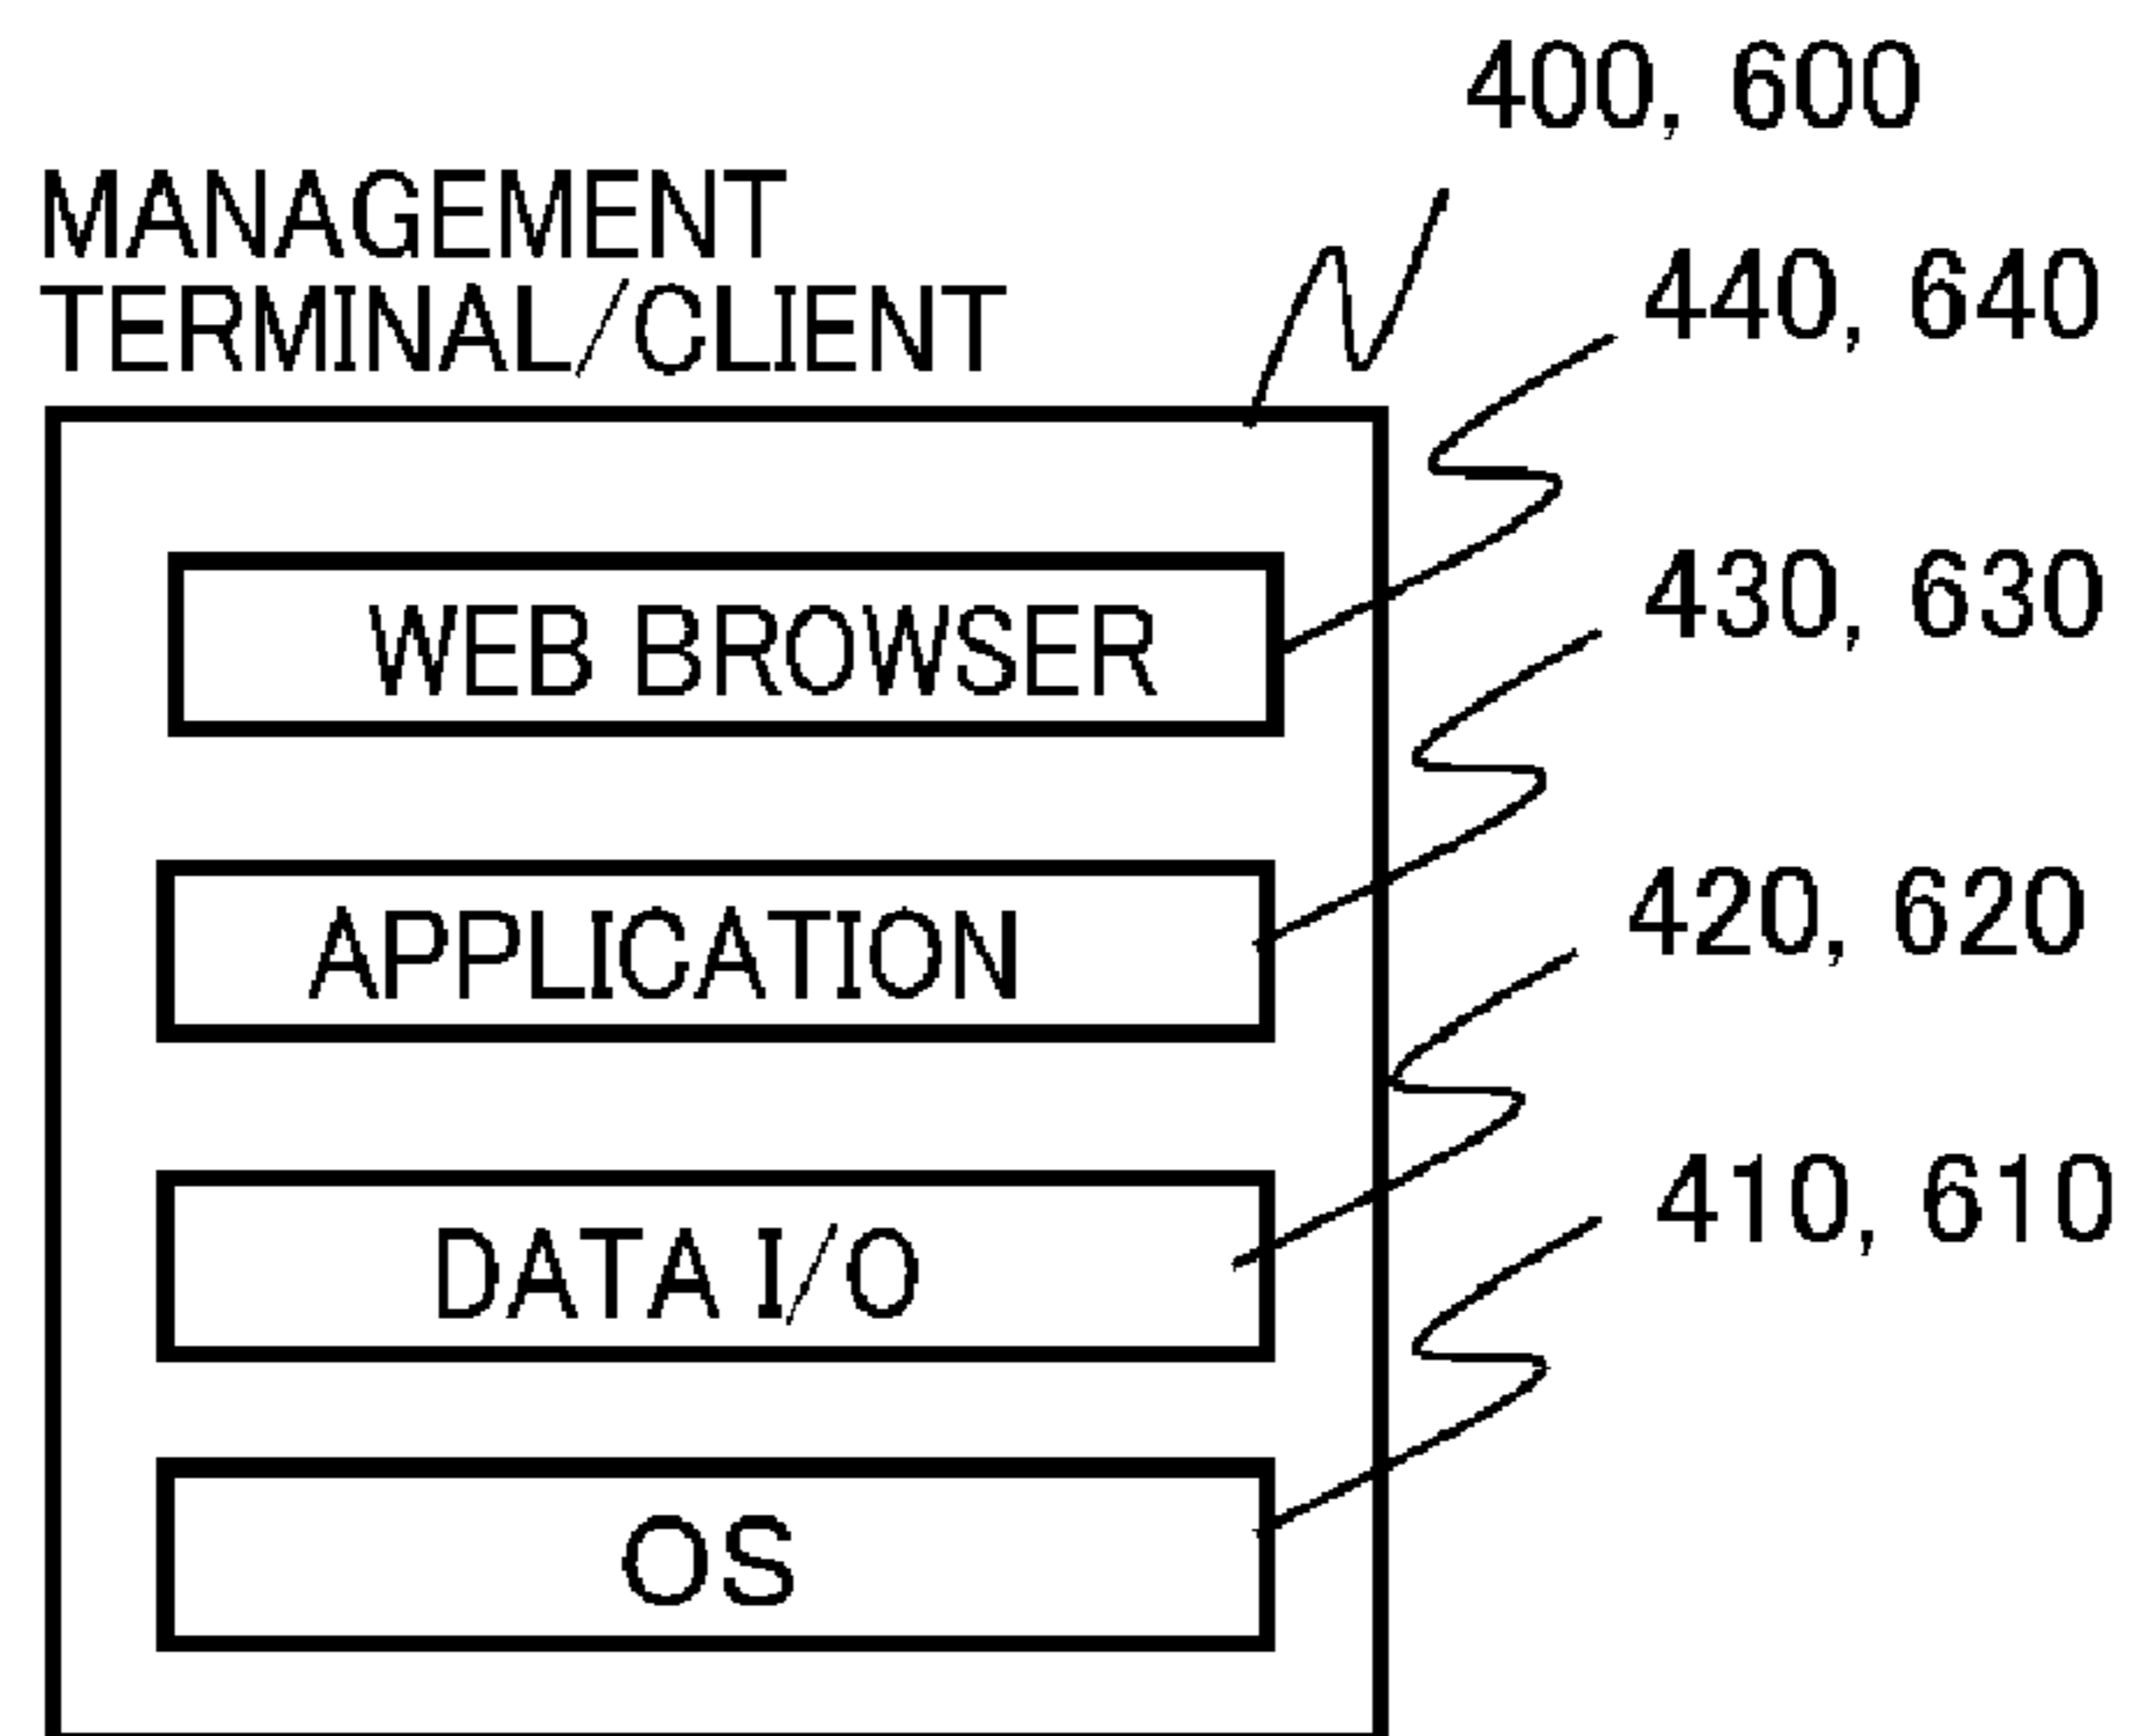 400, 600
MANAGEMENT
TERMINAL/CLIENT
440, 640
WEB BROWSER
430, 630
APPLICATION
420, 620
DATA I/O
410, 610
OS